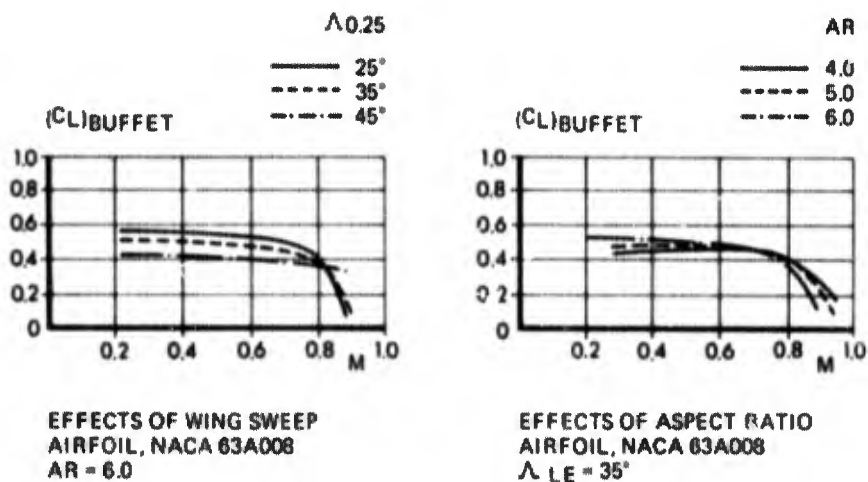 Λ 0.25
25°
35°
45°
(CL)BUFFET
1.0
0.8
0.6
0.4
0.2
0
0.2
0.4
0.6
0.8
1.0
M
EFFECTS OF WING SWEEP
AIRFOIL, NACA 63A008
AR = 6.0
AR
4.0
5.0
6.0
(CL)BUFFET
1.0
0.8
0.6
0.4
0.2
0
0.2
0.4
0.6
0.8
1.0
M
EFFECTS OF ASPECT RATIO
AIRFOIL, NACA 63A008
Λ LE = 35°